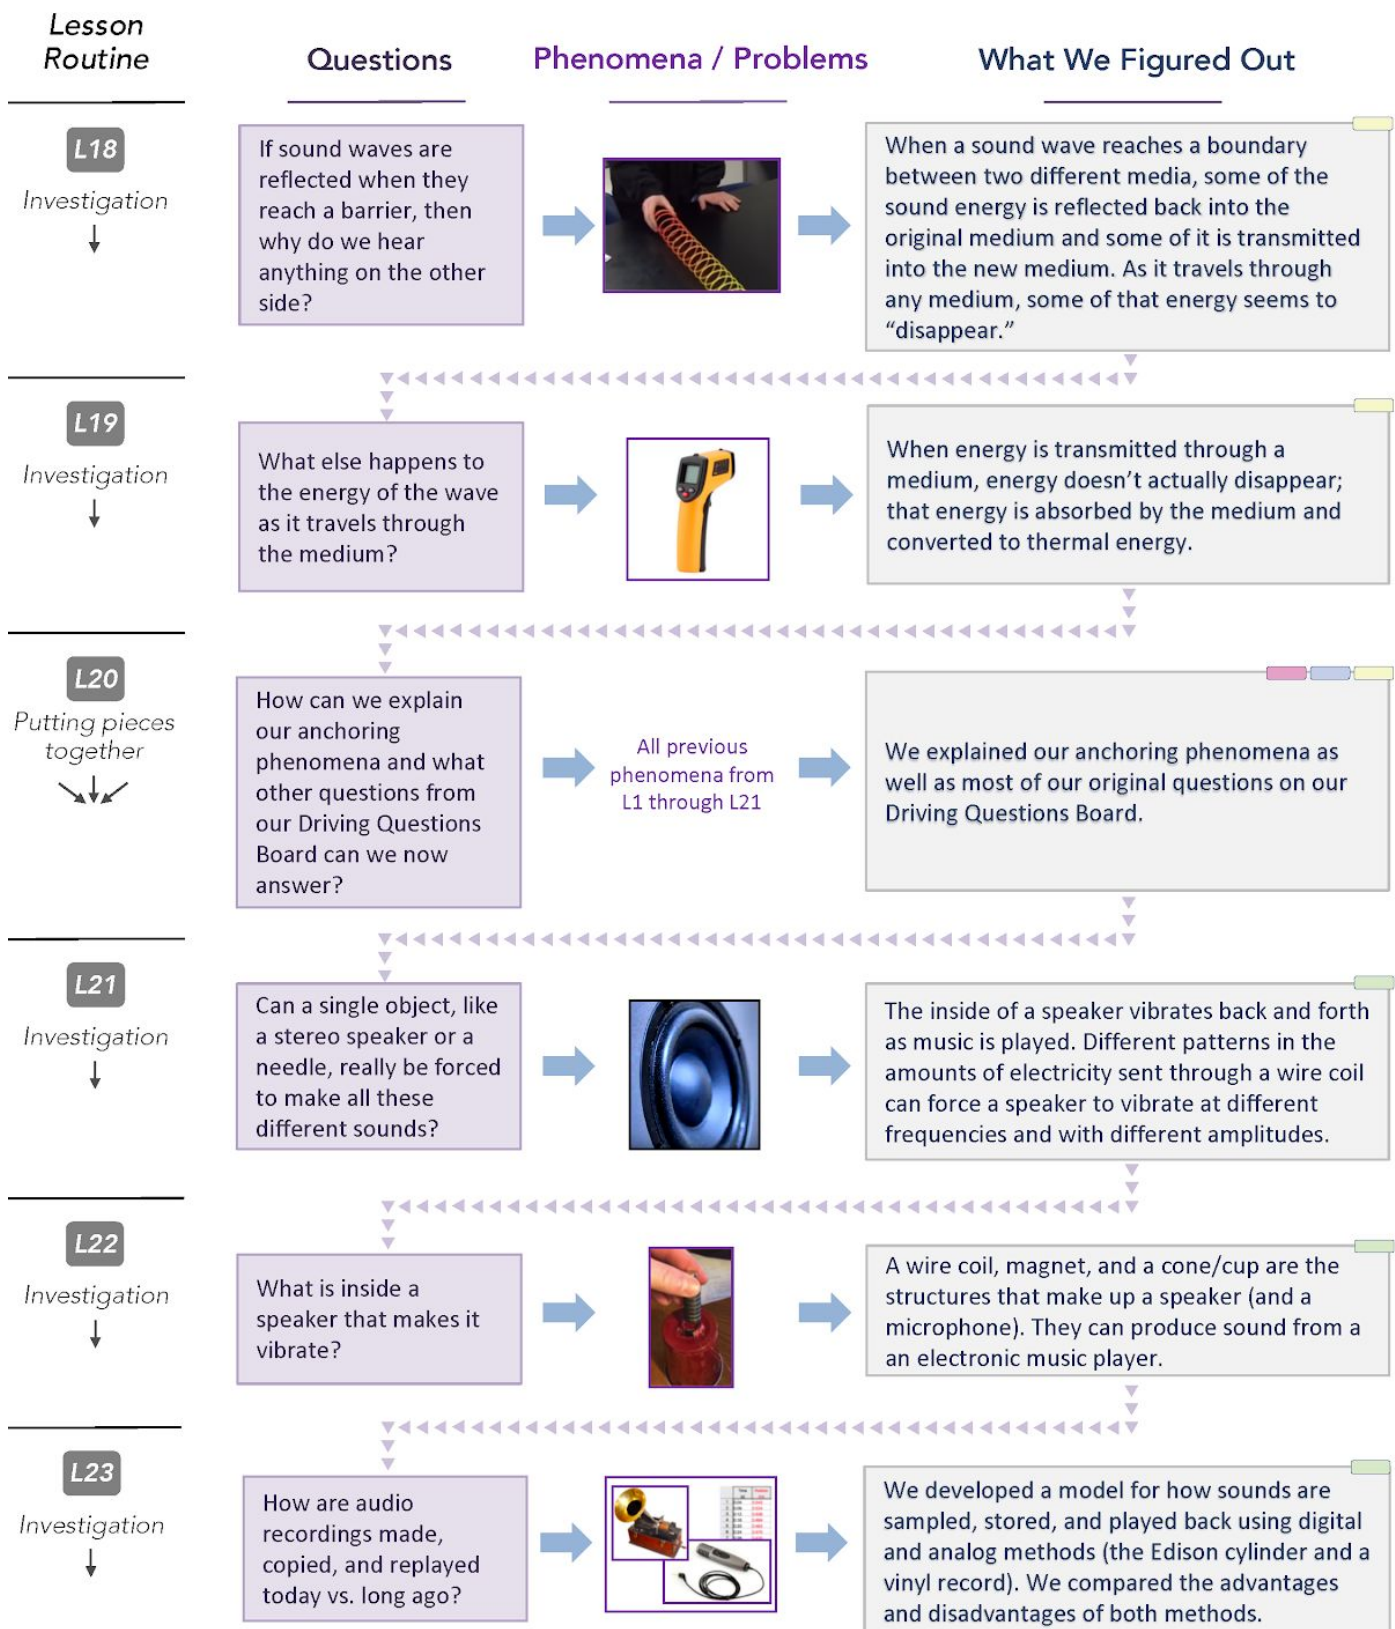 Lesson
Routine
Questions
Phenomena / Problems
What We Figured Out
L18
Investigation
If sound waves are
reflected when they
reach a barrier, then
why do we hear
anything on the other
side?
When a sound wave reaches a boundary
between two different media, some of the
sound energy is reflected back into the
original medium and some of it is transmitted
into the new medium. As it travels through
any medium, some of that energy seems to
“disappear.”
L19
Investigation
What else happens to
the energy of the wave
as it travels through
the medium?
When energy is transmitted through a
medium, energy doesn’t actually disappear;
that energy is absorbed by the medium and
converted to thermal energy.
L20
Putting pieces
together
How can we explain
our anchoring
phenomena and what
other questions from
our Driving Questions
Board can we now
answer?
All previous
phenomena from
L1 through L21
We explained our anchoring phenomena as
well as most of our original questions on our
Driving Questions Board.
L21
Investigation
Can a single object, like
a stereo speaker or a
needle, really be forced
to make all these
different sounds?
The inside of a speaker vibrates back and forth
as music is played. Different patterns in the
amounts of electricity sent through a wire coil
can force a speaker to vibrate at different
frequencies and with different amplitudes.
L22
Investigation
What is inside a
speaker that makes it
vibrate?
A wire coil, magnet, and a cone/cup are the
structures that make up a speaker (and a
microphone). They can produce sound from a
an electronic music player.
L23
Investigation
How are audio
recordings made,
copied, and replayed
today vs. long ago?
We developed a model for how sounds are
sampled, stored, and played back using digital
and analog methods (the Edison cylinder and a
vinyl record). We compared the advantages
and disadvantages of both methods.